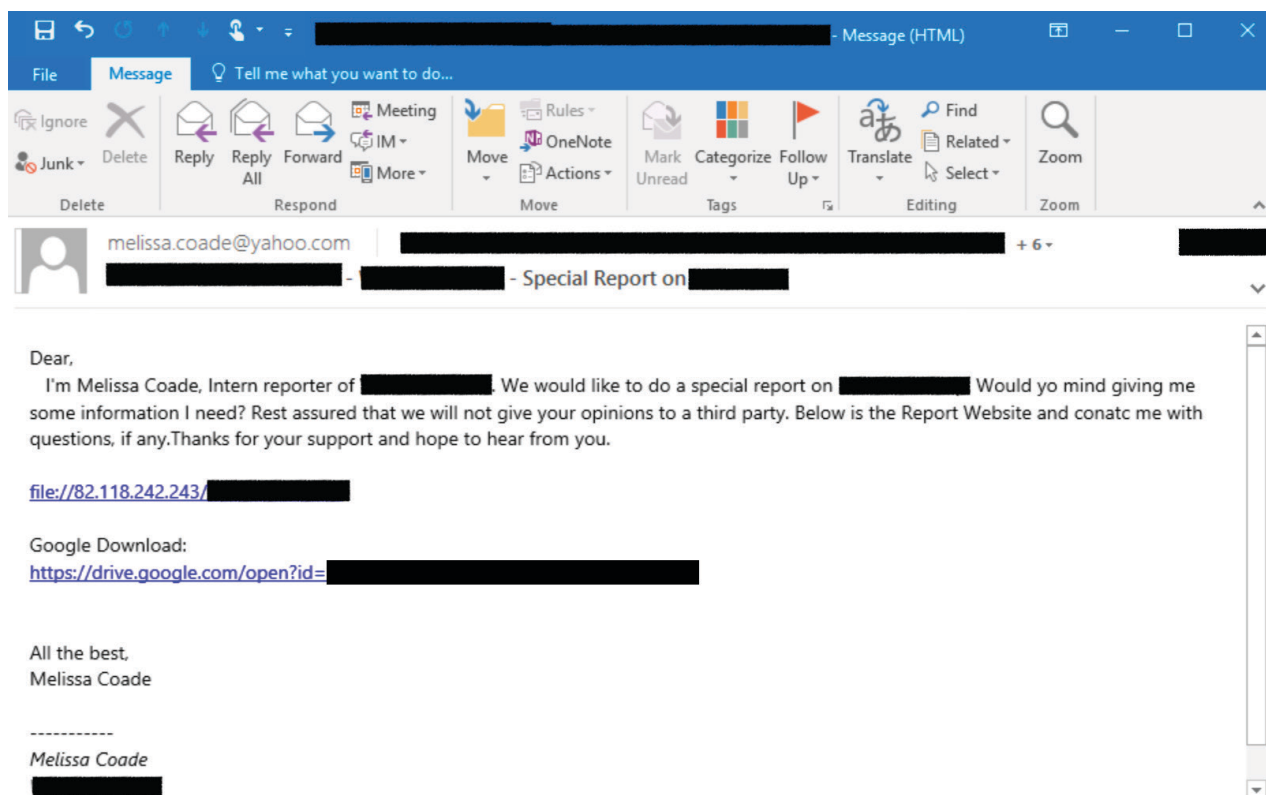 - Message (HTML)
File Message Tell me what you want to do...
Ignore
Junk
Delete
Reply
Reply All
Forward
Meeting
IM
More
Move
Rules
OneNote
Actions
Mark Unread
Categorize
Follow Up
Translate
Find
Related
Select
Zoom
Delete Respond Move Tags Editing Zoom
melissa.coade@yahoo.com + 6
- - Special Report on
Dear,
I'm Melissa Coade, Intern reporter of . We would like to do a special report on Would yo mind giving me
some information I need? Rest assured that we will not give your opinions to a third party. Below is the Report Website and conatc me with
questions, if any.Thanks for your support and hope to hear from you.
file://82.118.242.243/
Google Download:
https://drive.google.com/open?id=
All the best,
Melissa Coade
-----------
Melissa Coade